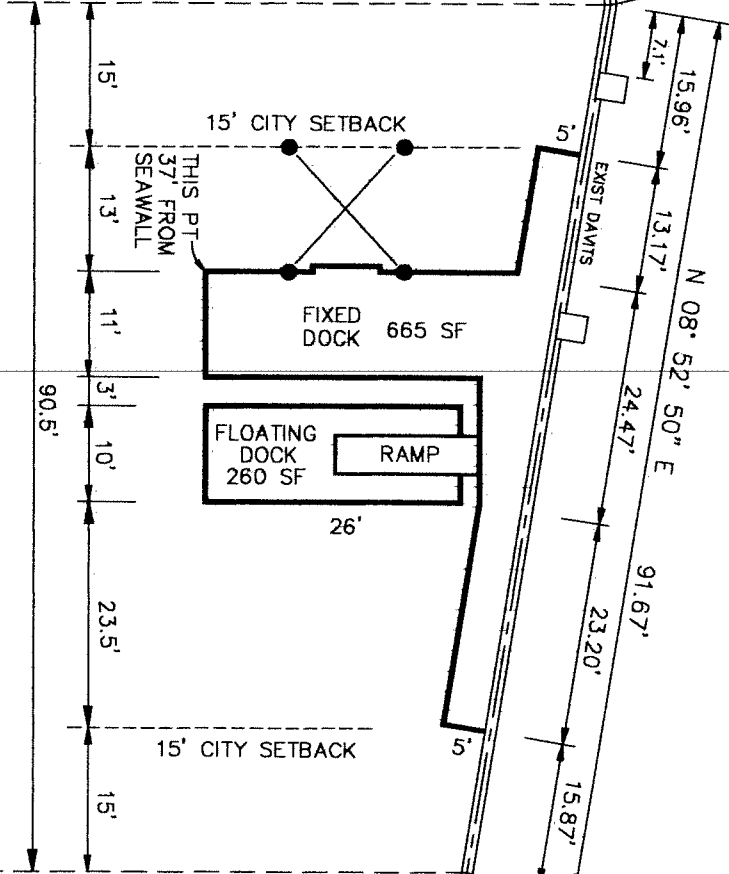 7.1'
15.96'
15'
15' CITY SETBACK
5'
EXIST DAVITS
THIS PT
37' FROM
SEAWALL
13'
13.17'
N 08° 52' 50" E
11'
FIXED
DOCK
665 SF
24.47'
3'
90.5'
10'
FLOATING
DOCK
260 SF
RAMP
26'
91.67'
23.20'
23.5'
15' CITY SETBACK
5'
15'
15.87'